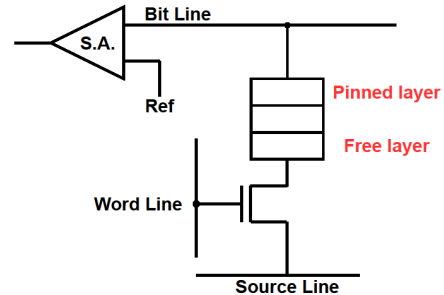 Bit Line
S.A.
Pinned layer
Ref
Free layer
Word Line
Source Line